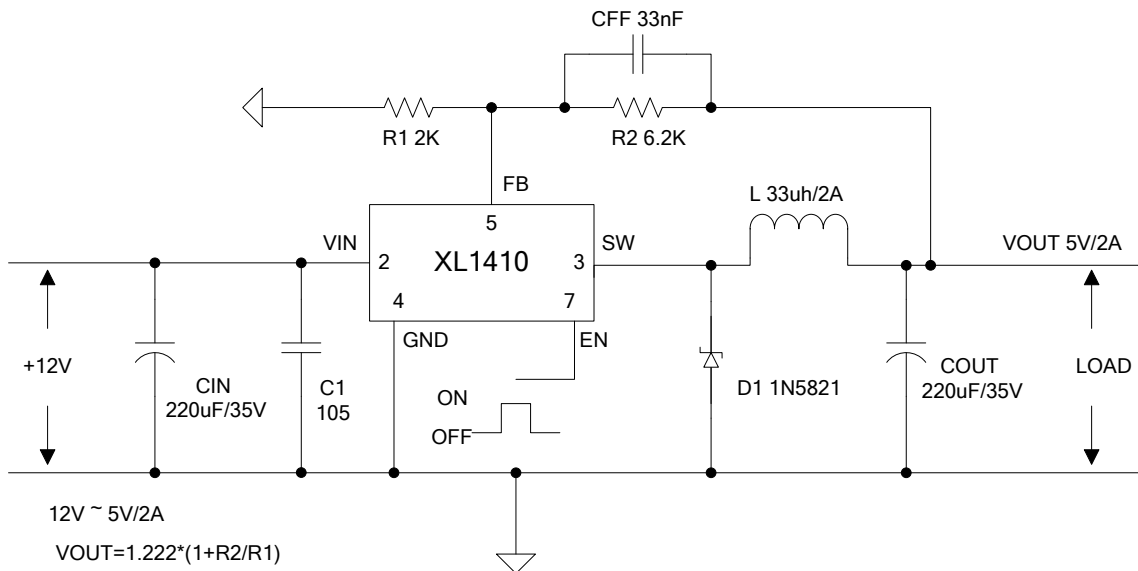 CFF 33nF
R1 2K
R2 6.2K
FB
L 33uh/2A
5
VIN
SW
VOUT 5V/2A
2
XL1410
3
4
7
GND
EN
+12V
CIN
220uF/35V
C1
105
ON
OFF
D1 1N5821
COUT
220uF/35V
LOAD
12V ~ 5V/2A
VOUT=1.222*(1+R2/R1)